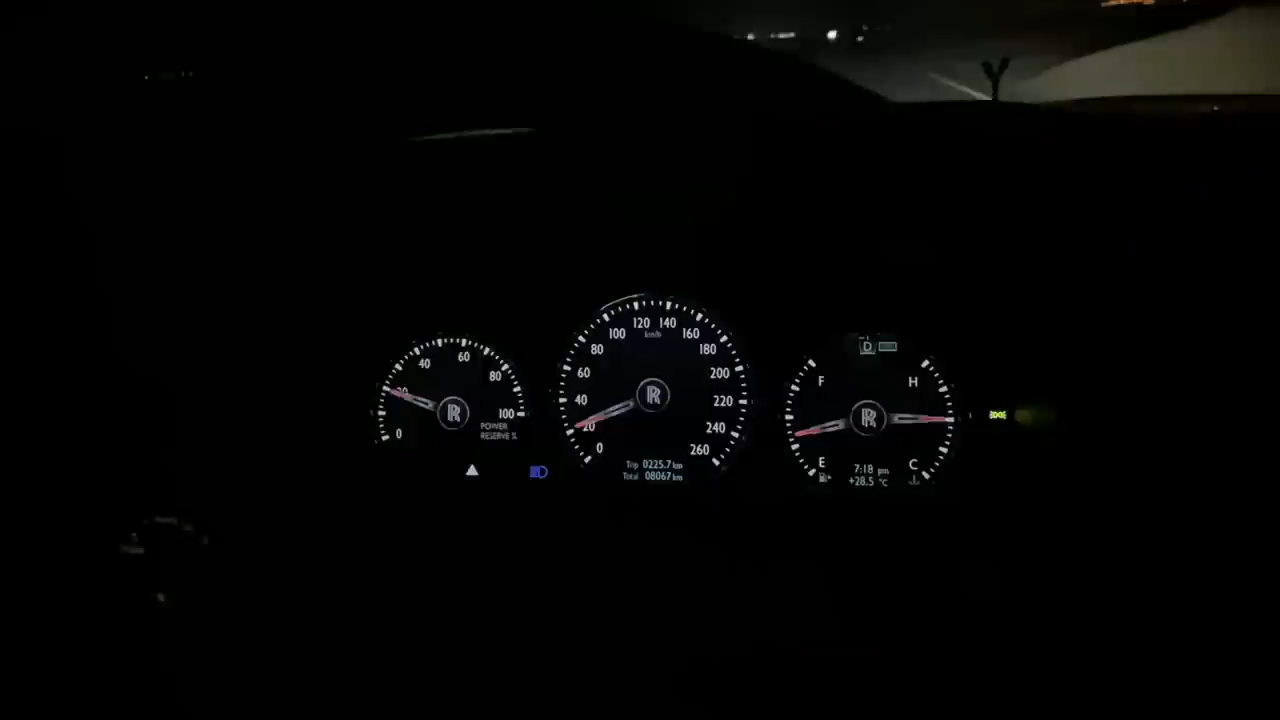 0
20
40
60
80
100
POWER
RESERVE %
0
20
40
60
80
100
120
140
160
180
200
220
240
260
km/h
Trip 0225.7 km
Total 08067 km
D
F
H
E
C
7:18 pm
+28.5 °C